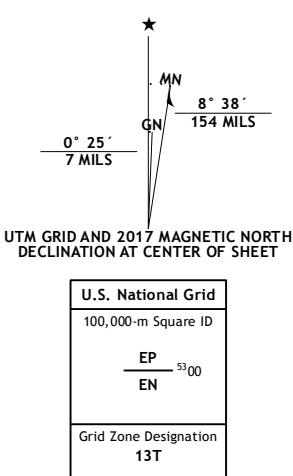 ★
MN
8° 38´
154 MILS
GN
0° 25´
7 MILS
UTM GRID AND 2017 MAGNETIC NORTH
DECLINATION AT CENTER OF SHEET
U.S. National Grid
100,000-m Square ID
EP
5300
EN
Grid Zone Designation
13T